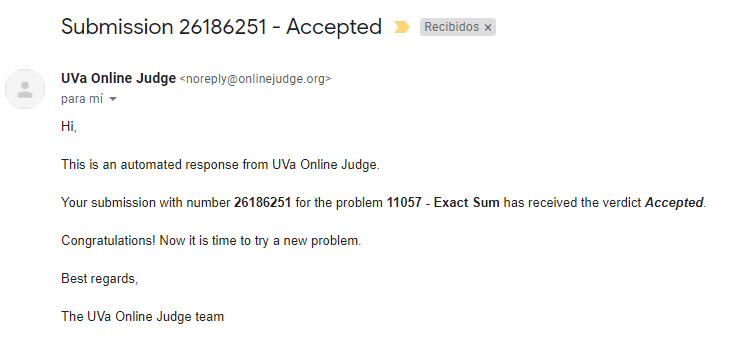 Submission 26186251 - Accepted Recibidos ×
UVa Online Judge <noreply@onlinejudge.org>
para mí
Hi,
This is an automated response from UVa Online Judge.
Your submission with number 26186251 for the problem 11057 - Exact Sum has received the verdict Accepted.
Congratulations! Now it is time to try a new problem.
Best regards,
The UVa Online Judge team